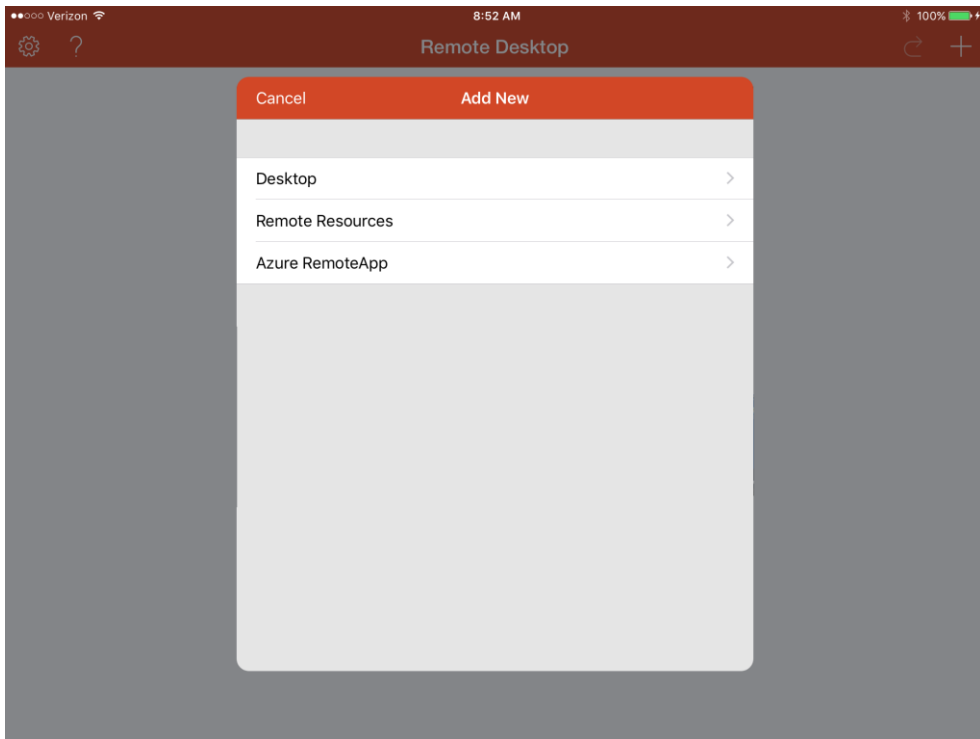 Verizon 8:52 AM 100%
? Remote Desktop
Cancel Add New
Desktop
Remote Resources
Azure RemoteApp